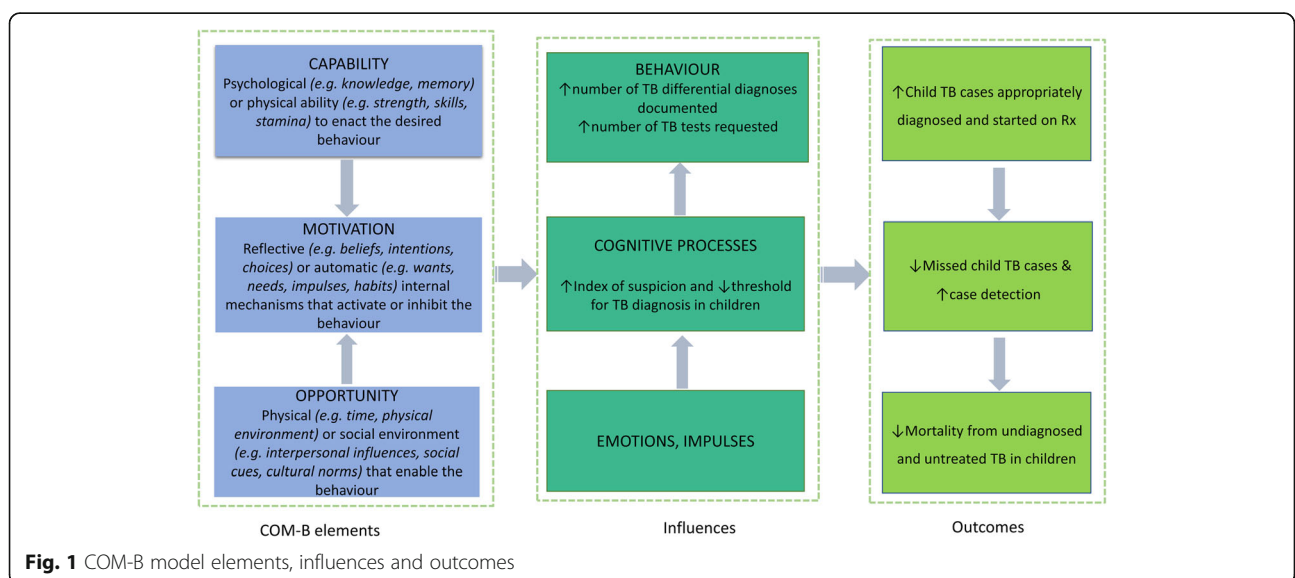 CAPABILITY
Psychological (e.g. knowledge, memory)
or physical ability (e.g. strength, skills,
stamina) to enact the desired
behaviour
MOTIVATION
Reflective (e.g. beliefs, intentions,
choices) or automatic (e.g. wants,
needs, impulses, habits) internal
mechanisms that activate or inhibit the
behaviour
OPPORTUNITY
Physical (e.g. time, physical
environment) or social environment
(e.g. interpersonal influences, social
cues, cultural norms) that enable the
behaviour
COM-B elements
BEHAVIOUR
↑number of TB differential diagnoses
documented
↑number of TB tests requested
COGNITIVE PROCESSES
↑Index of suspicion and ↓threshold
for TB diagnosis in children
EMOTIONS, IMPULSES
Influences
↑Child TB cases appropriately
diagnosed and started on Rx
↓Missed child TB cases &
↑case detection
↓Mortality from undiagnosed
and untreated TB in children
Outcomes
Fig. 1 COM-B model elements, influences and outcomes